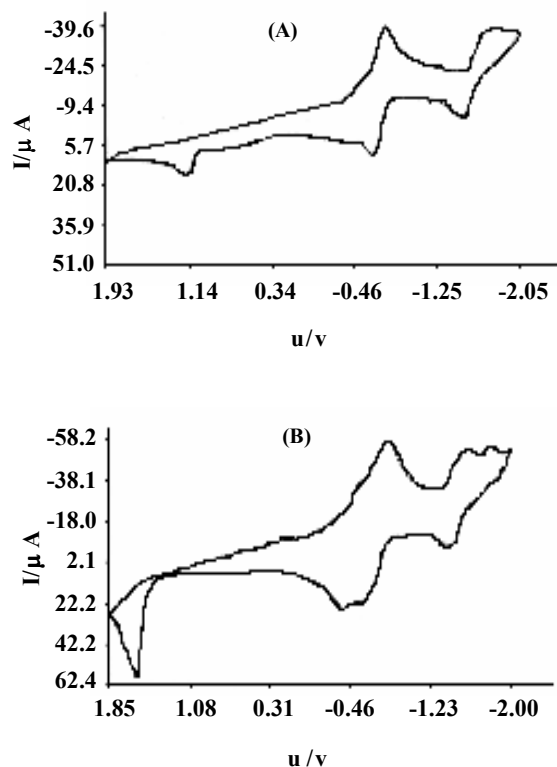 (A)
-39.6
-24.5
-9.4
5.7
20.8
35.9
51.0
I/μ A
1.93 1.14 0.34 -0.46 -1.25 -2.05
u/v
(B)
-58.2
-38.1
-18.0
2.1
22.2
42.2
62.4
I/μ A
1.85 1.08 0.31 -0.46 -1.23 -2.00
u/v